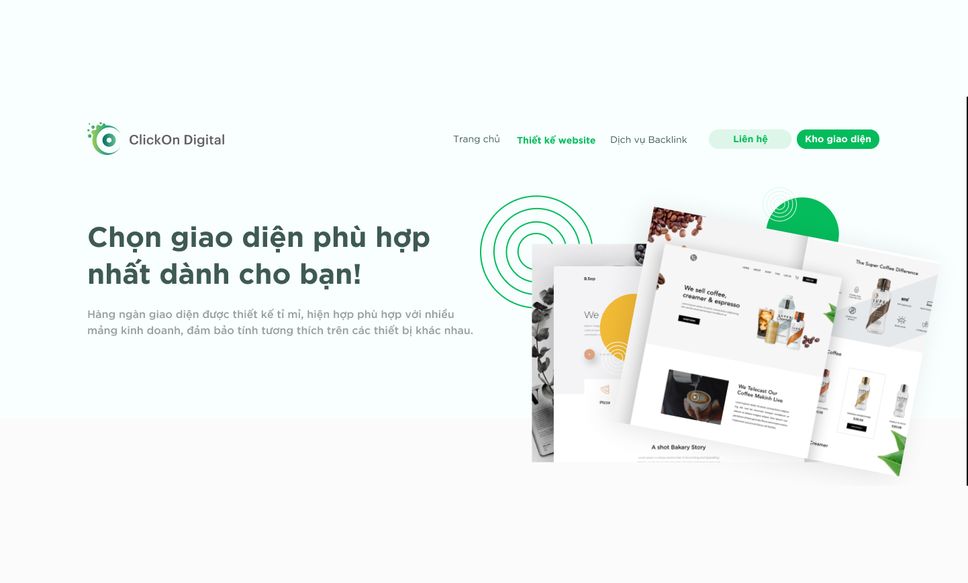 ClickOn Digital
Trang chủ
Thiết kế website
Dịch vụ Backlink
Liên hệ
Kho giao diện
Chọn giao diện phù hợp
nhất dành cho bạn!
Hàng ngàn giao diện được thiết kế tỉ mỉ, hiện hợp phù hợp với nhiều
mảng kinh doanh, đảm bảo tính tương thích trên các thiết bị khác nhau.
We
We sell coffee,
creamer & espresso
The Super Coffee Difference
We Telecast Our
Coffee Makinh Live
A shot Bakary Story